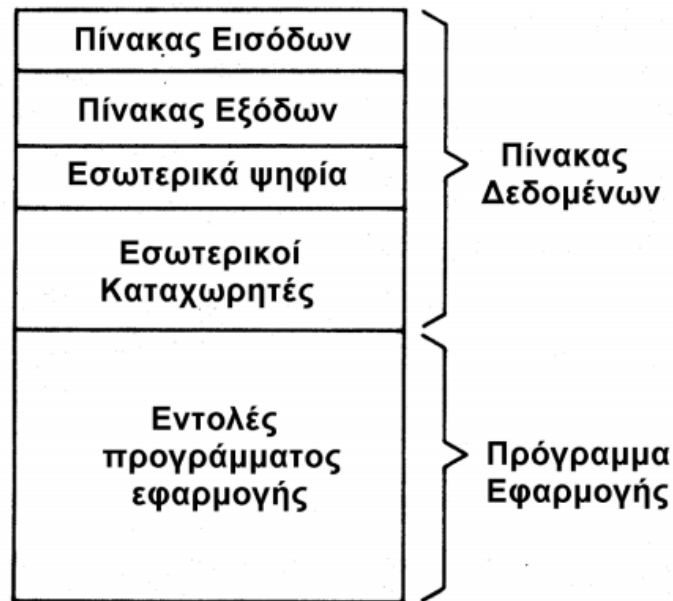 Πίνακας Εισόδων
Πίνακας Εξόδων
Εσωτερικά ψηφία
Εσωτερικοί
Καταχωρητές
Πίνακας
Δεδομένων
Εντολές
προγράμματος
εφαρμογής
Πρόγραμμα
Εφαρμογής